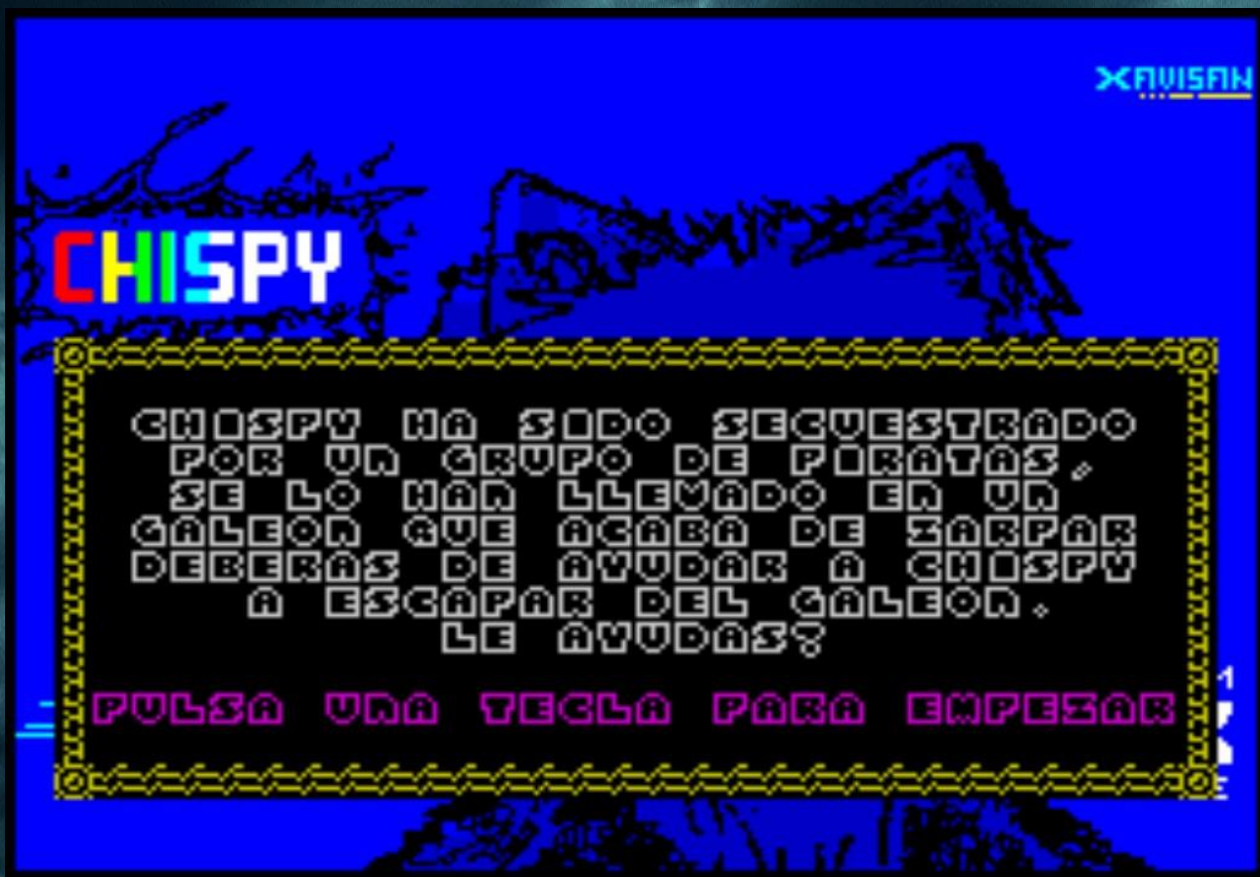 XAVISAN
CHISPY
CHISPY HA SIDO SECUESTRADO
POR UN GRUPO DE PIRATAS,
SE LO HAN LLEVADO EN UN
GALEON QUE ACABA DE ZARPAR
DEBERAS DE AYUDAR A CHISPY
A ESCAPAR DEL GALEON.
LE AYUDAS?
PULSA UNA TECLA PARA EMPEZAR